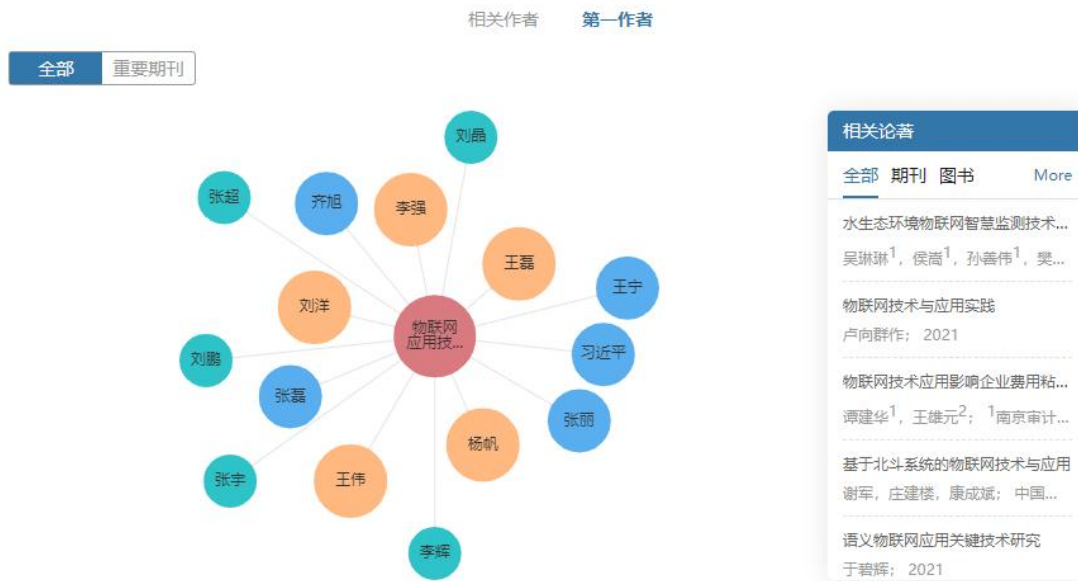 相关作者 第一作者
全部 重要期刊
刘晶
张超
齐旭
李强
王磊
王宁
刘洋
物联网
应用技...
习近平
刘鹏
张磊
张丽
杨帆
张宇
王伟
李辉
相关论著
全部 期刊 图书 More
水生态环境物联网智慧监测技术...
吴琳琳1，侯嵩1，孙善伟1，樊...
物联网技术与应用实践
卢向群作； 2021
物联网技术应用影响企业费用粘...
谭建华1，王雄元2； 1南京审计...
基于北斗系统的物联网技术与应用
谢军，庄建楼，康成斌； 中国...
语义物联网应用关键技术研究
于碧辉； 2021